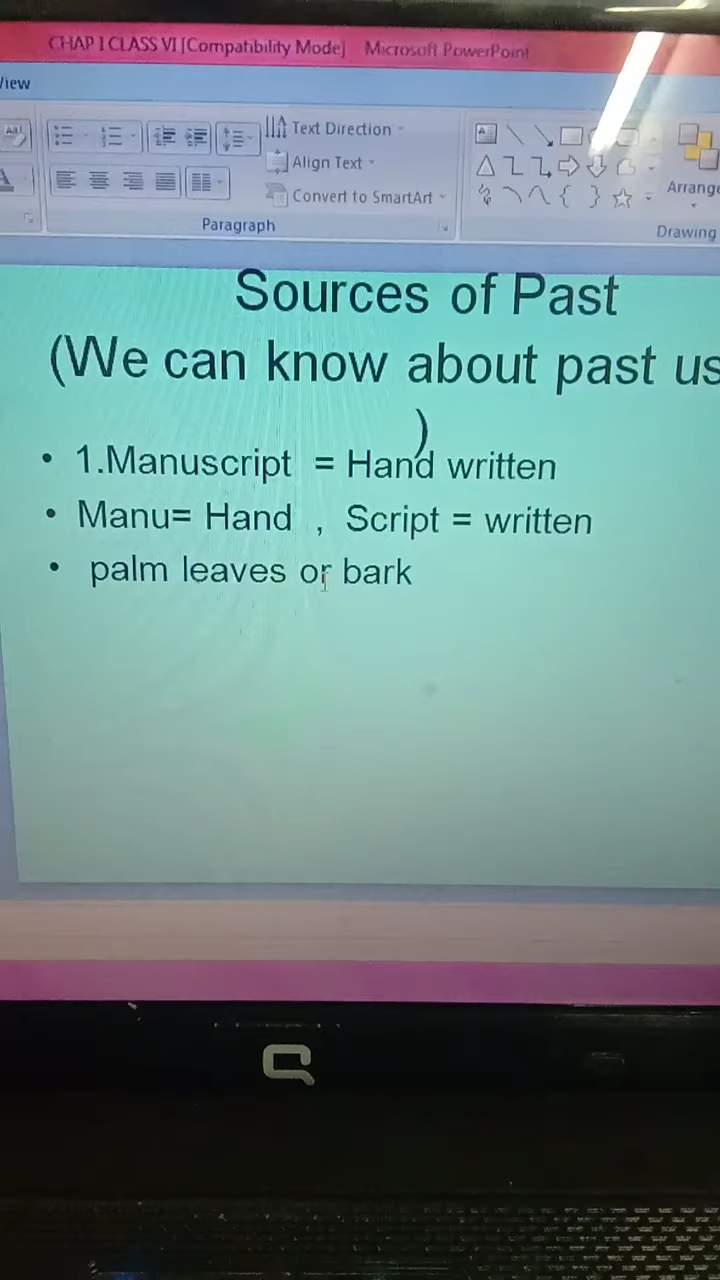 CHAP 1 CLASS VI [Compatibility Mode] Microsoft PowerPoint
View
Text Direction
Align Text
Convert to SmartArt
Arrange
Paragraph
Drawing
Sources of Past
(We can know about past us
)
• 1.Manuscript = Hand written
• Manu= Hand , Script = written
• palm leaves or bark